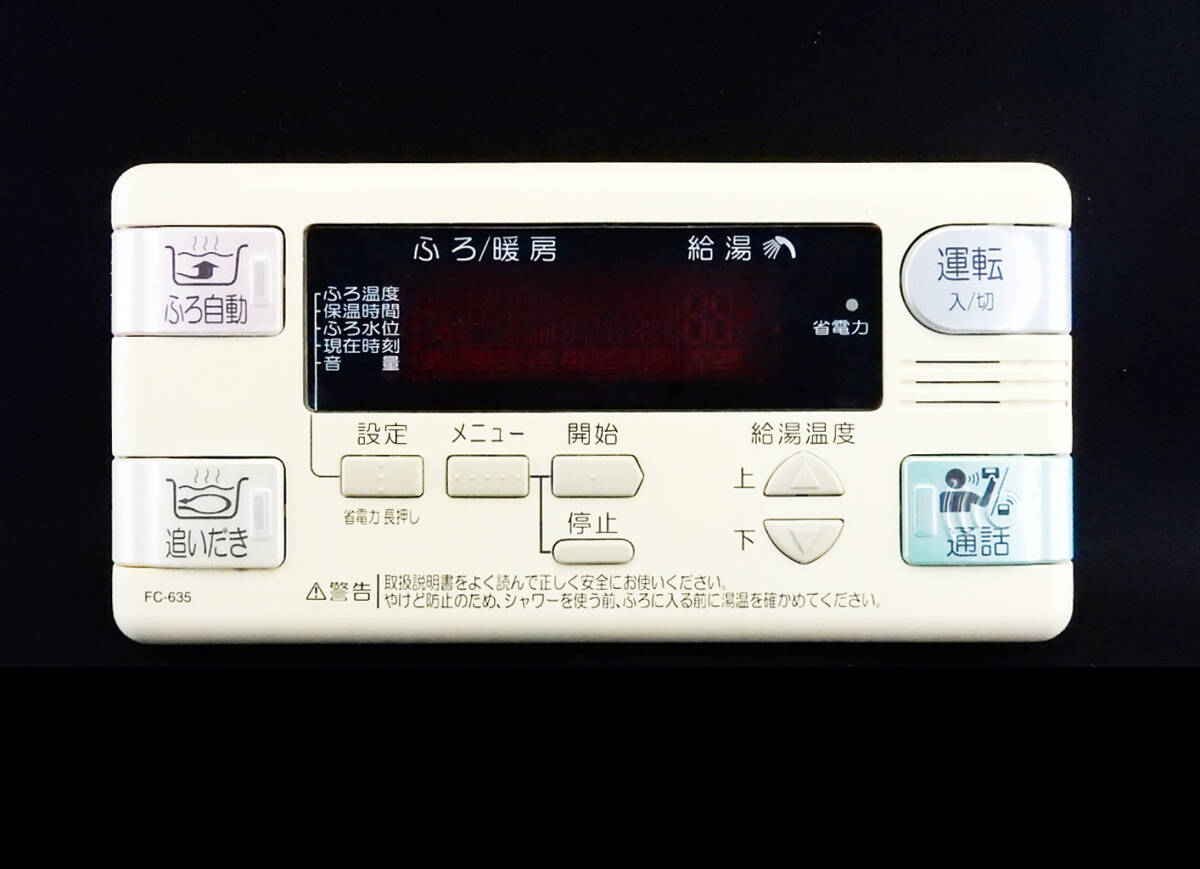 ふろ/暖房
給湯
ふろ自動
ふろ温度
保温時間
ふろ水位
現在時刻
音量
省電力
運転
入/切
設定
メニュー
開始
給湯温度
上
省電力 長押し
停止
下
追いだき
通話
FC-635
警告
取扱説明書をよく読んで正しく安全にお使いください。
やけど防止のため、シャワーを使う前、ふろに入る前に湯温を確かめてください。